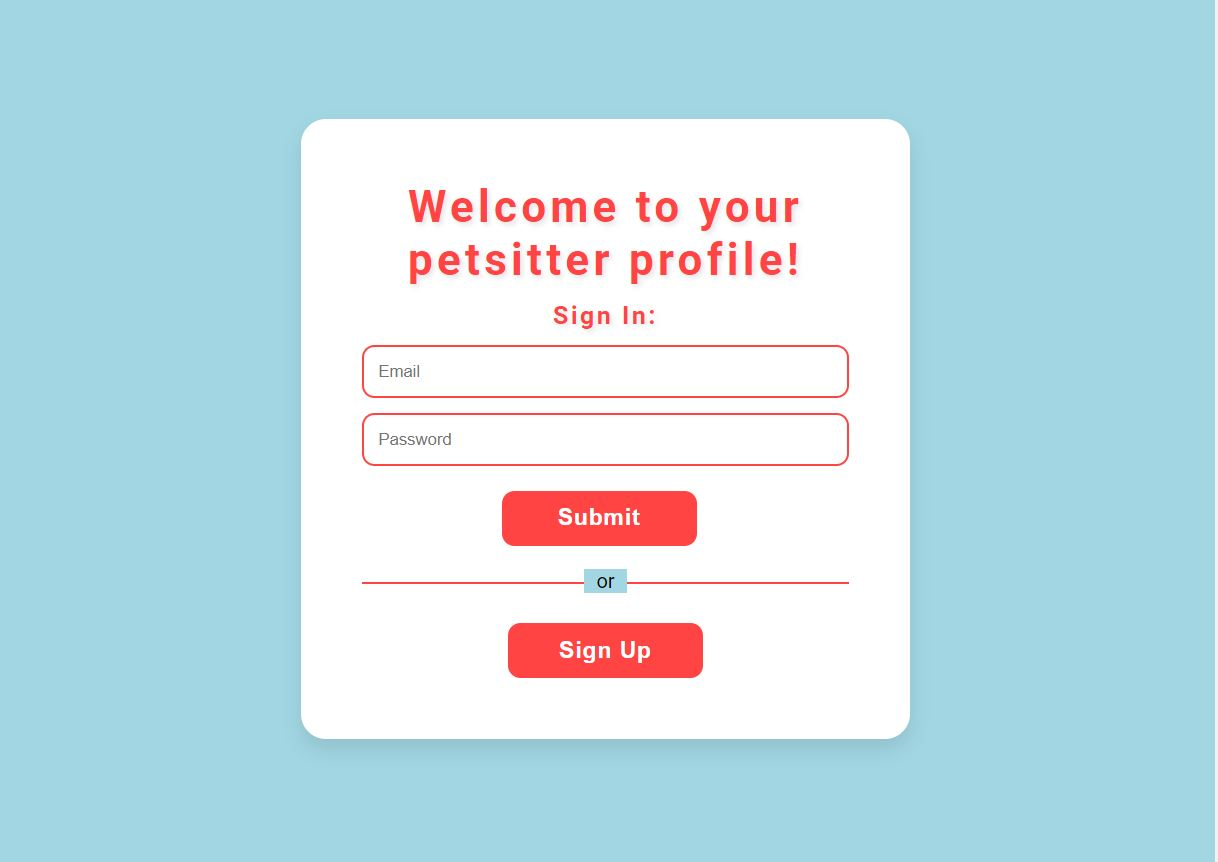 Welcome to your
petsitter profile!
Sign In:
Email
Password
Submit
or
Sign Up